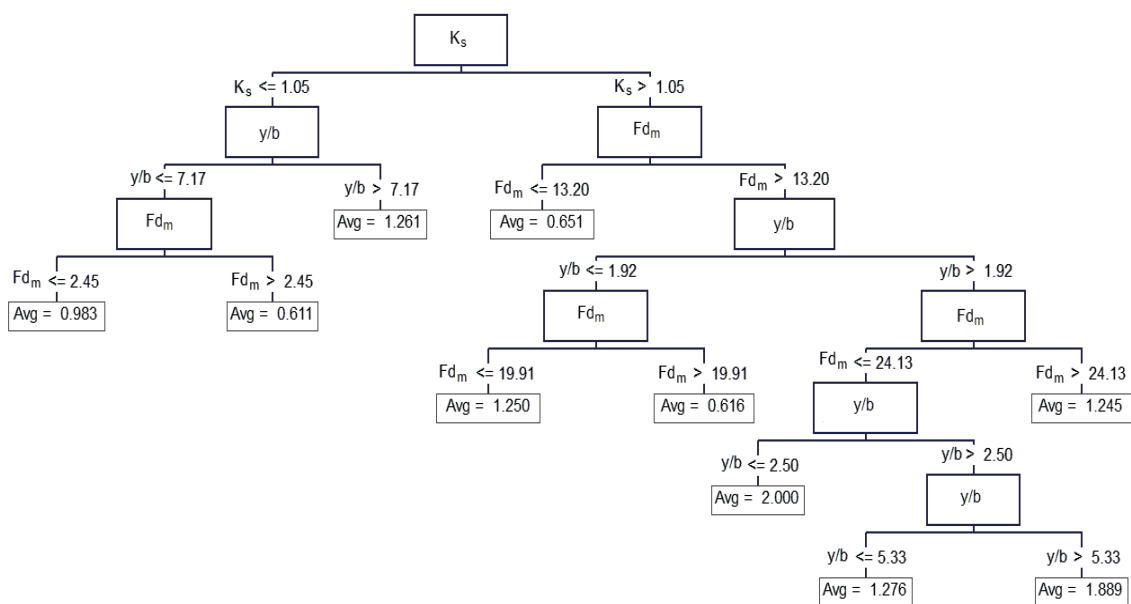 Kₛ
Kₛ <= 1.05
Kₛ > 1.05
y/b
Fdₘ
y/b <= 7.17
y/b > 7.17
Fdₘ <= 13.20
Fdₘ > 13.20
Fdₘ
Avg = 1.261
Avg = 0.651
y/b
Fdₘ <= 2.45
Fdₘ > 2.45
y/b <= 1.92
y/b > 1.92
Avg = 0.983
Avg = 0.611
Fdₘ
Fdₘ
Fdₘ <= 19.91
Fdₘ > 19.91
Fdₘ <= 24.13
Fdₘ > 24.13
Avg = 1.250
Avg = 0.616
y/b
Avg = 1.245
y/b <= 2.50
y/b > 2.50
Avg = 2.000
y/b
y/b <= 5.33
y/b > 5.33
Avg = 1.276
Avg = 1.889